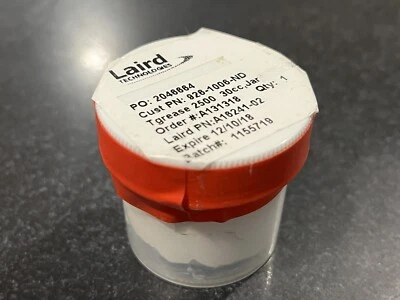 Laird
TECHNOLOGIES
PO: 2046664
Cust PN: 926-1006-ND
Tgrease 2500 30cc,Jar
Order #:A131318 Qty: 1
Laird PN:A16241-02
Expire 12/10/18
Batch#: 1155719